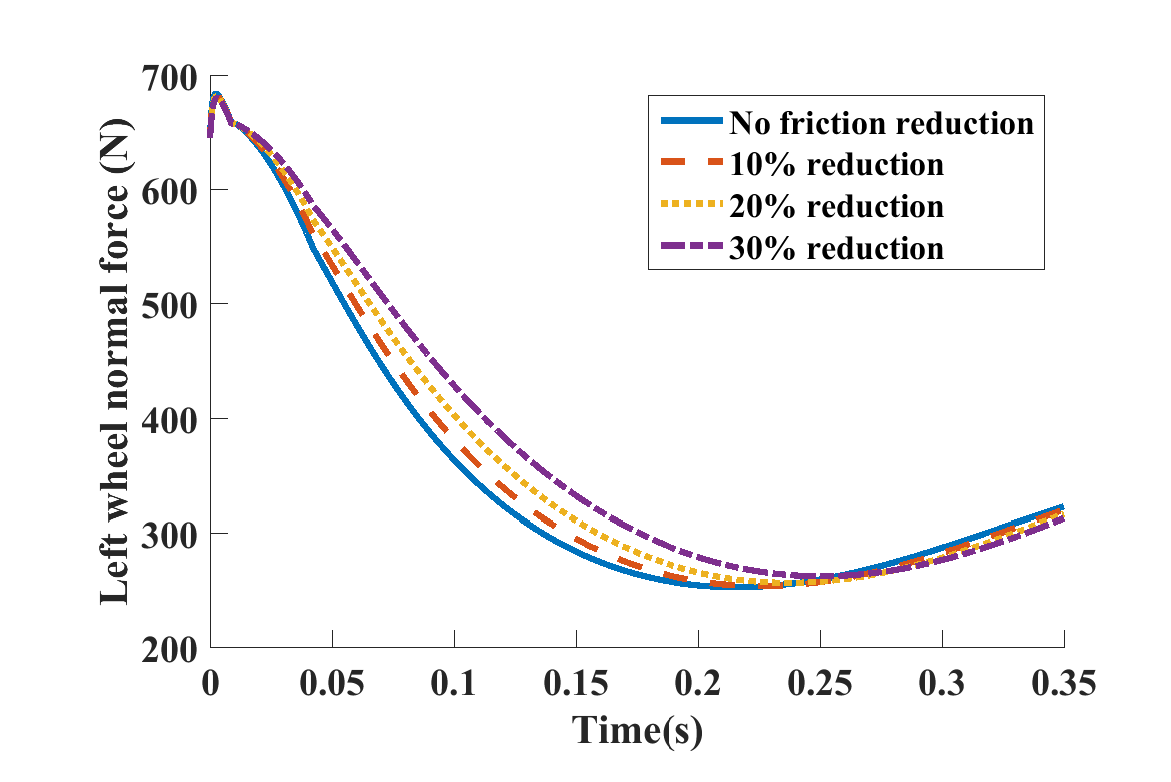 Left wheel normal force (N)
700
600
500
400
300
200
No friction reduction
10% reduction
20% reduction
30% reduction
0
0.05
0.1
0.15
0.2
0.25
0.3
0.35
Time(s)